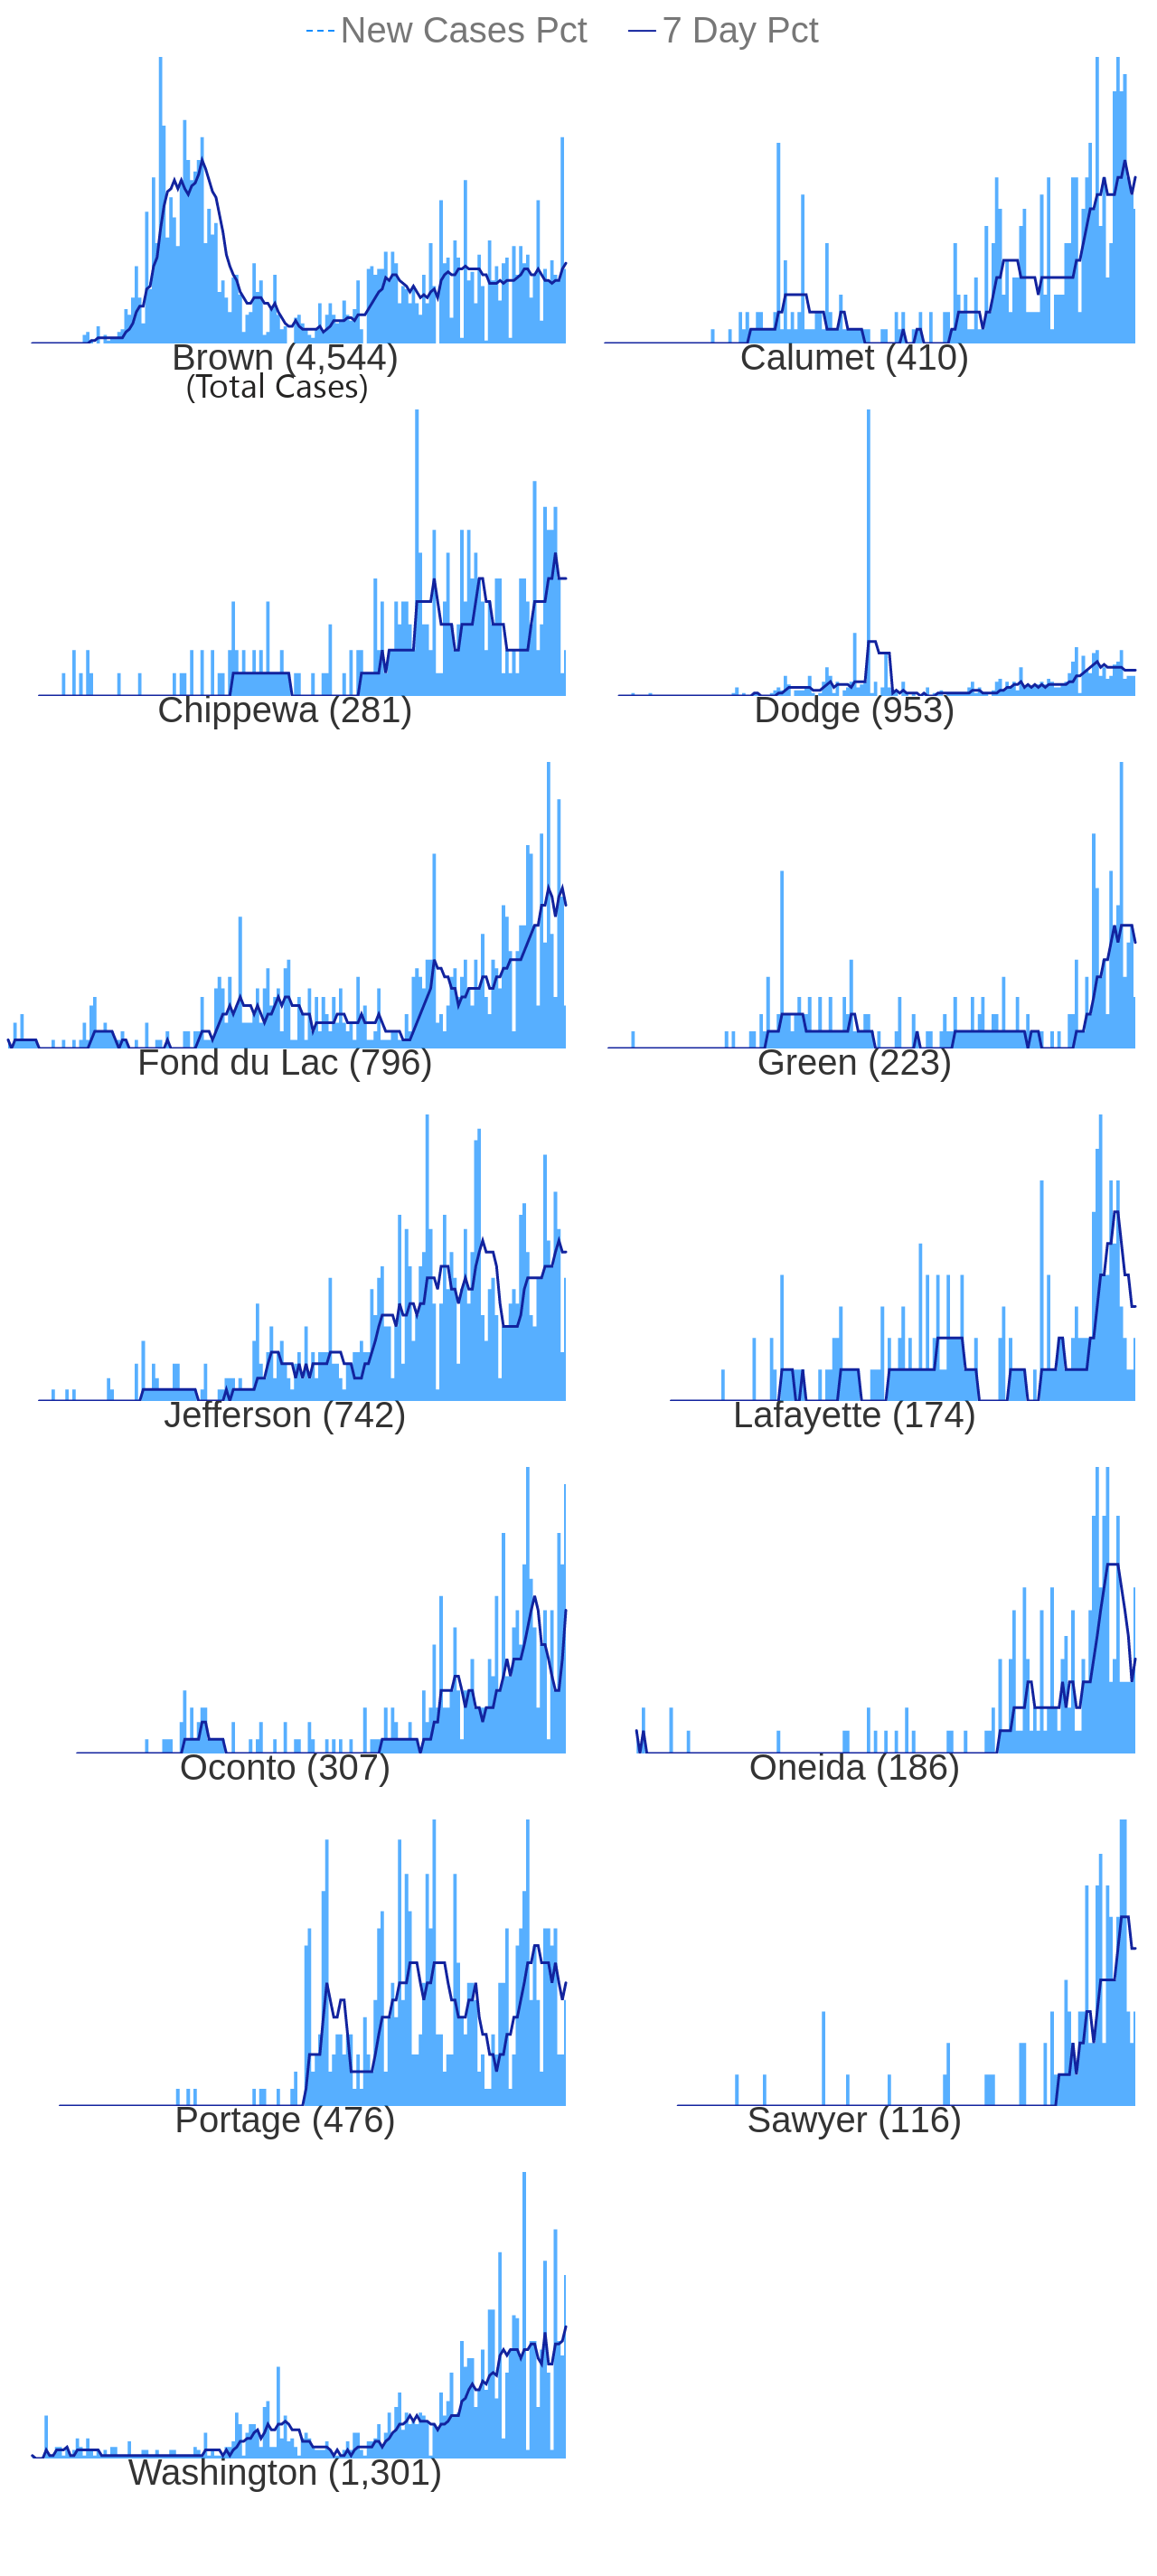 New Cases Pct 7 Day Pct
Brown (4,544)
(Total Cases)
Calumet (410)
Chippewa (281)
Dodge (953)
Fond du Lac (796)
Green (223)
Jefferson (742)
Lafayette (174)
Oconto (307)
Oneida (186)
Portage (476)
Sawyer (116)
Washington (1,301)